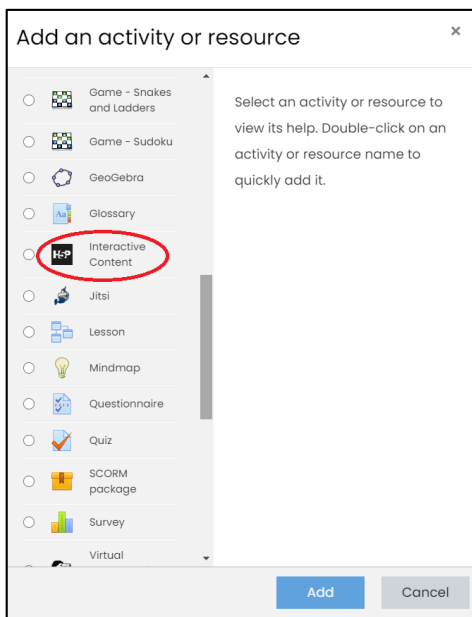 Add an activity or resource
×
Game - Snakes
and Ladders
Game - Sudoku
GeoGebra
Aa
Glossary
H-P
Interactive
Content
Jitsi
Lesson
Mindmap
Questionnaire
Quiz
SCORM
package
Survey
Virtual
Select an activity or resource to
view its help. Double-click on an
activity or resource name to
quickly add it.
Add
Cancel